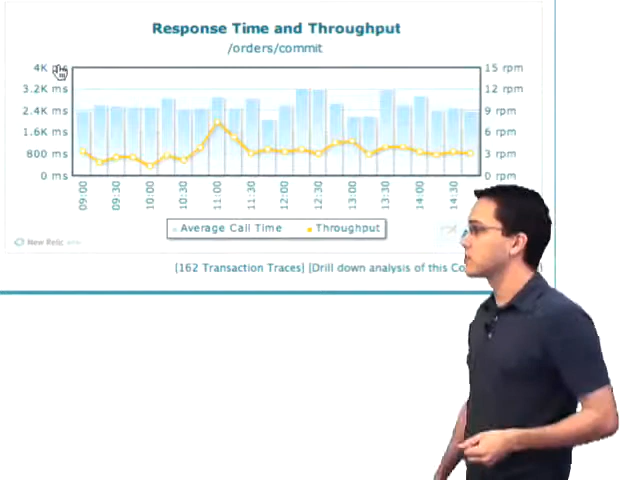 Response Time and Throughput
/orders/commit
4K ms 15 rpm
3.2K ms 12 rpm
2.4K ms 9 rpm
1.6K ms 6 rpm
800 ms 3 rpm
0 ms 0 rpm
09:00 09:30 10:00 10:30 11:00 11:30 12:00 12:30 13:00 13:30 14:00 14:30
Average Call Time Throughput
New Relic
[162 Transaction Traces] [Drill down analysis of this Co